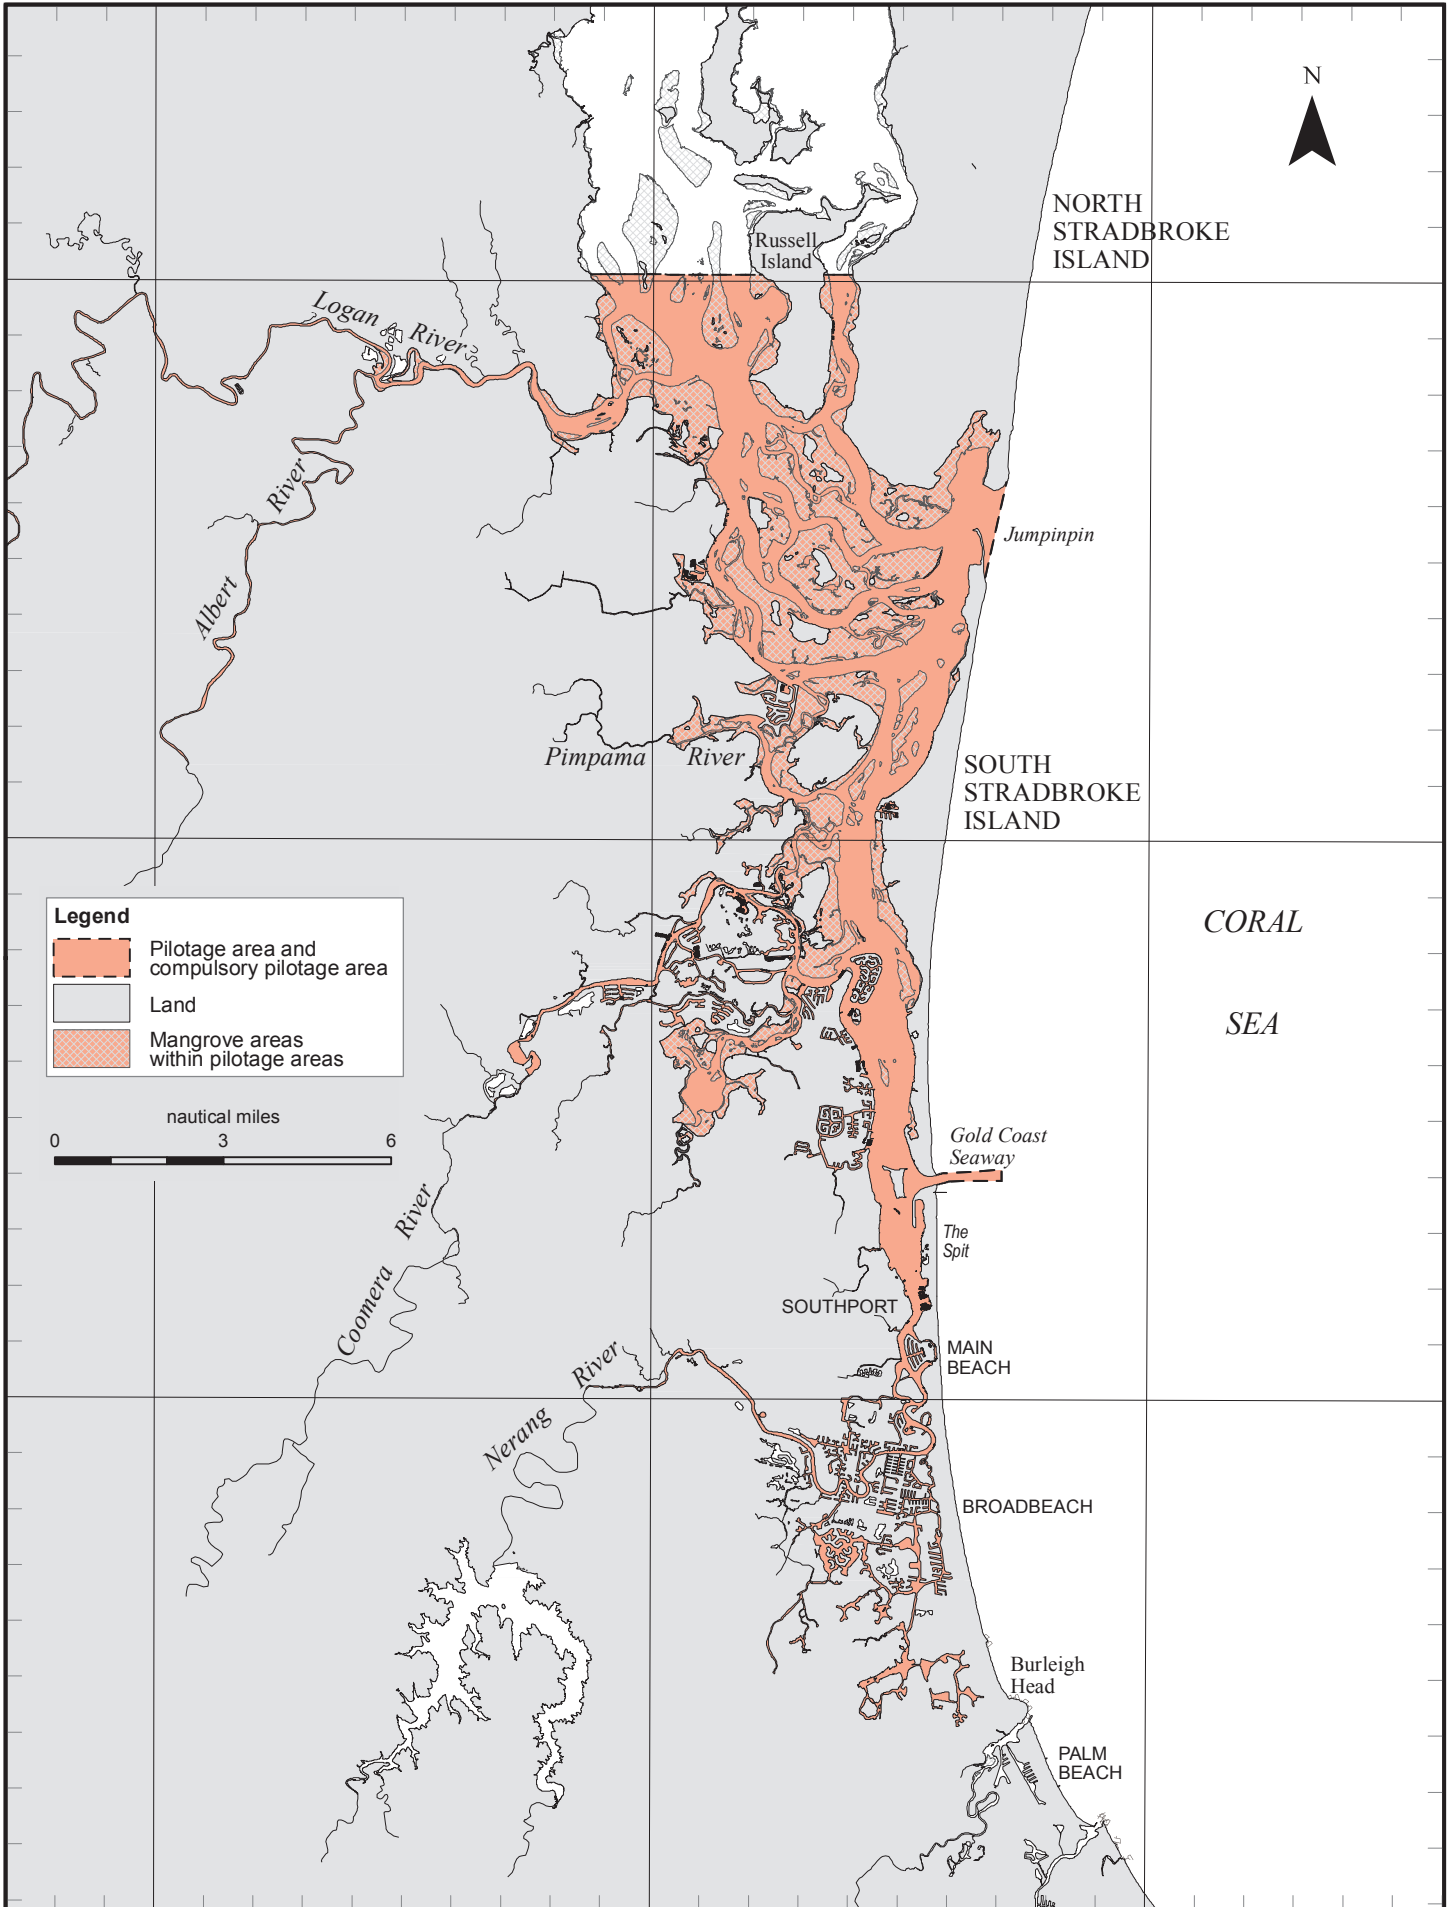 N
NORTH
STRADBROKE
ISLAND
Russell
Island
Logan River
Albert River
Jumpinpin
Pimpama River
SOUTH
STRADBROKE
ISLAND
Legend
Pilotage area and
compulsory pilotage area
Land
Mangrove areas
within pilotage areas
nautical miles
0 3 6
CORAL
SEA
Gold Coast
Seaway
Coomera River
The
Spit
SOUTHPORT
MAIN
BEACH
Nerang River
BROADBEACH
Burleigh
Head
PALM
BEACH